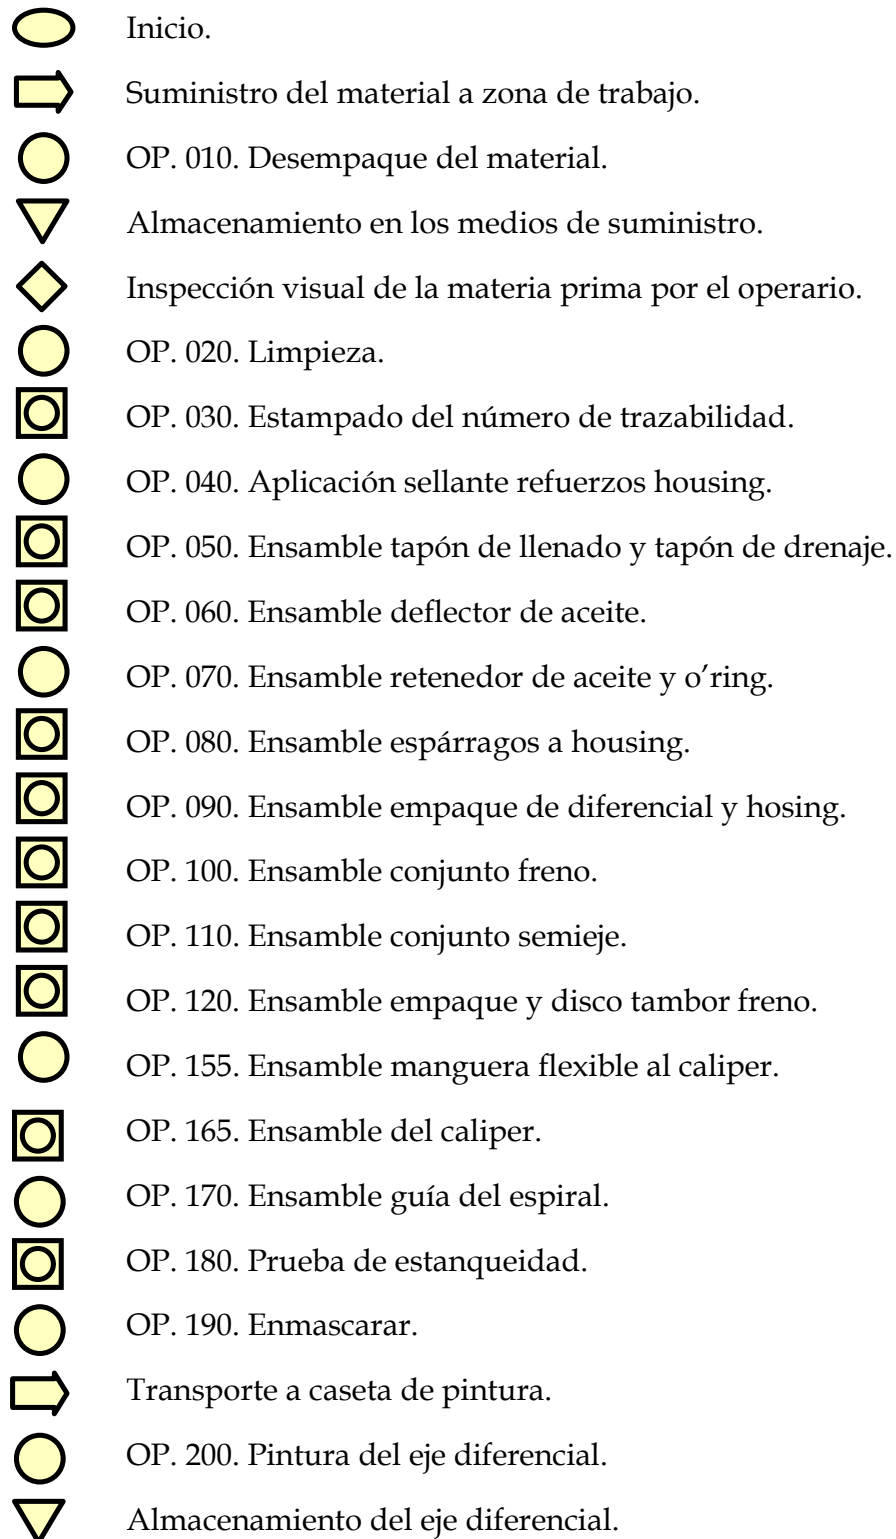 Inicio.
Suministro del material a zona de trabajo.
OP. 010. Desempaque del material.
Almacenamiento en los medios de suministro.
Inspección visual de la materia prima por el operario.
OP. 020. Limpieza.
OP. 030. Estampado del número de trazabilidad.
OP. 040. Aplicación sellante refuerzos housing.
OP. 050. Ensamble tapón de llenado y tapón de drenaje.
OP. 060. Ensamble deflector de aceite.
OP. 070. Ensamble retenedor de aceite y o’ring.
OP. 080. Ensamble espárragos a housing.
OP. 090. Ensamble empaque de diferencial y hosing.
OP. 100. Ensamble conjunto freno.
OP. 110. Ensamble conjunto semieje.
OP. 120. Ensamble empaque y disco tambor freno.
OP. 155. Ensamble manguera flexible al caliper.
OP. 165. Ensamble del caliper.
OP. 170. Ensamble guía del espiral.
OP. 180. Prueba de estanqueidad.
OP. 190. Enmascarar.
Transporte a caseta de pintura.
OP. 200. Pintura del eje diferencial.
Almacenamiento del eje diferencial.